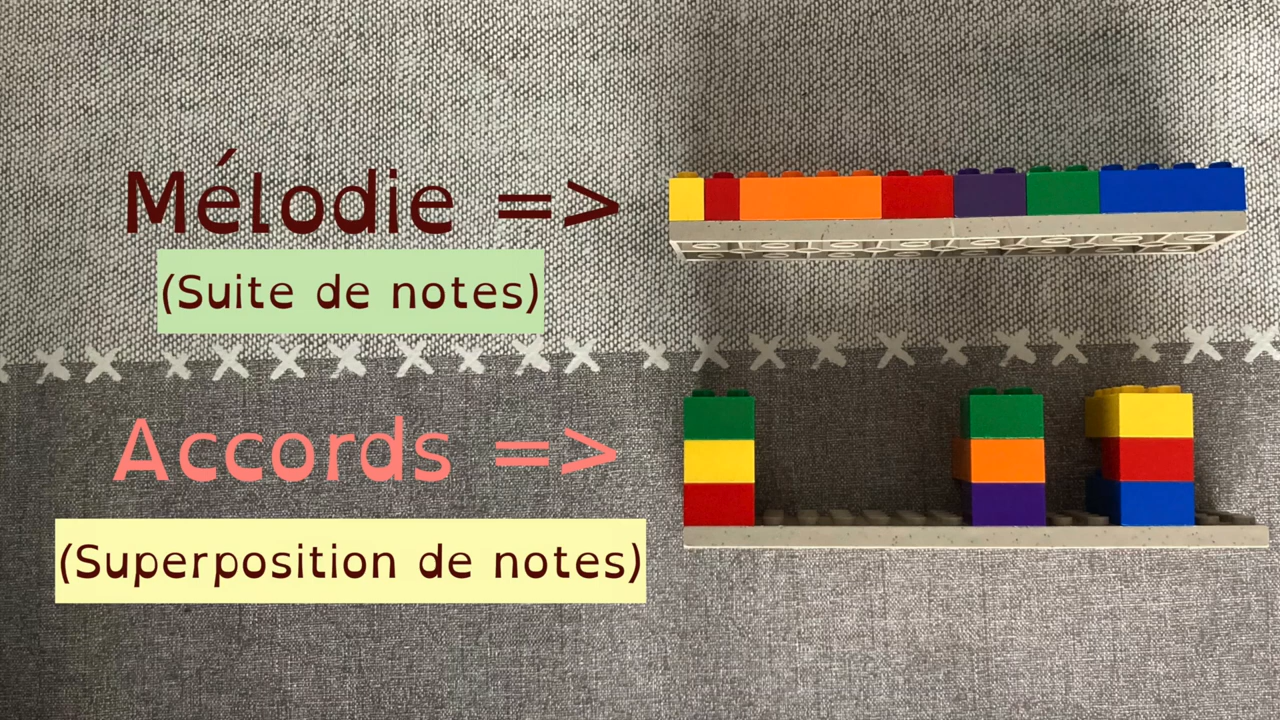 Mélodie =>
(Suite de notes)
Accords =>
(Superposition de notes)